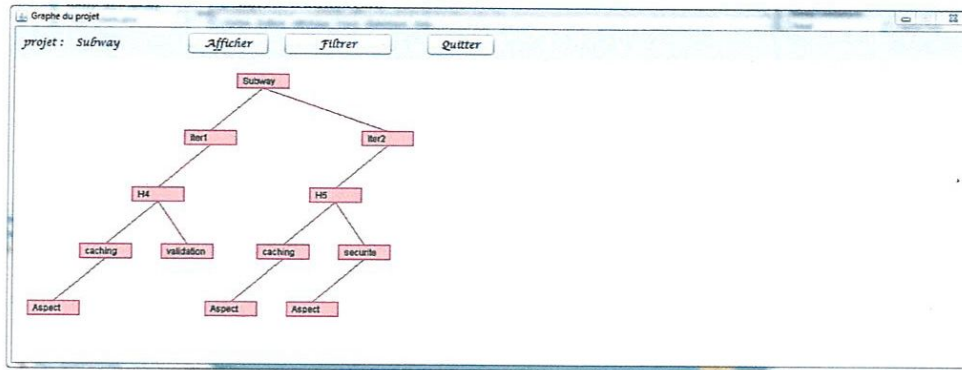 Graphe du projet
projet : Subway Afficher Filtrer Quitter
Subway
iter1 iter2
H4 H5
caching validation caching securite
Aspect Aspect Aspect